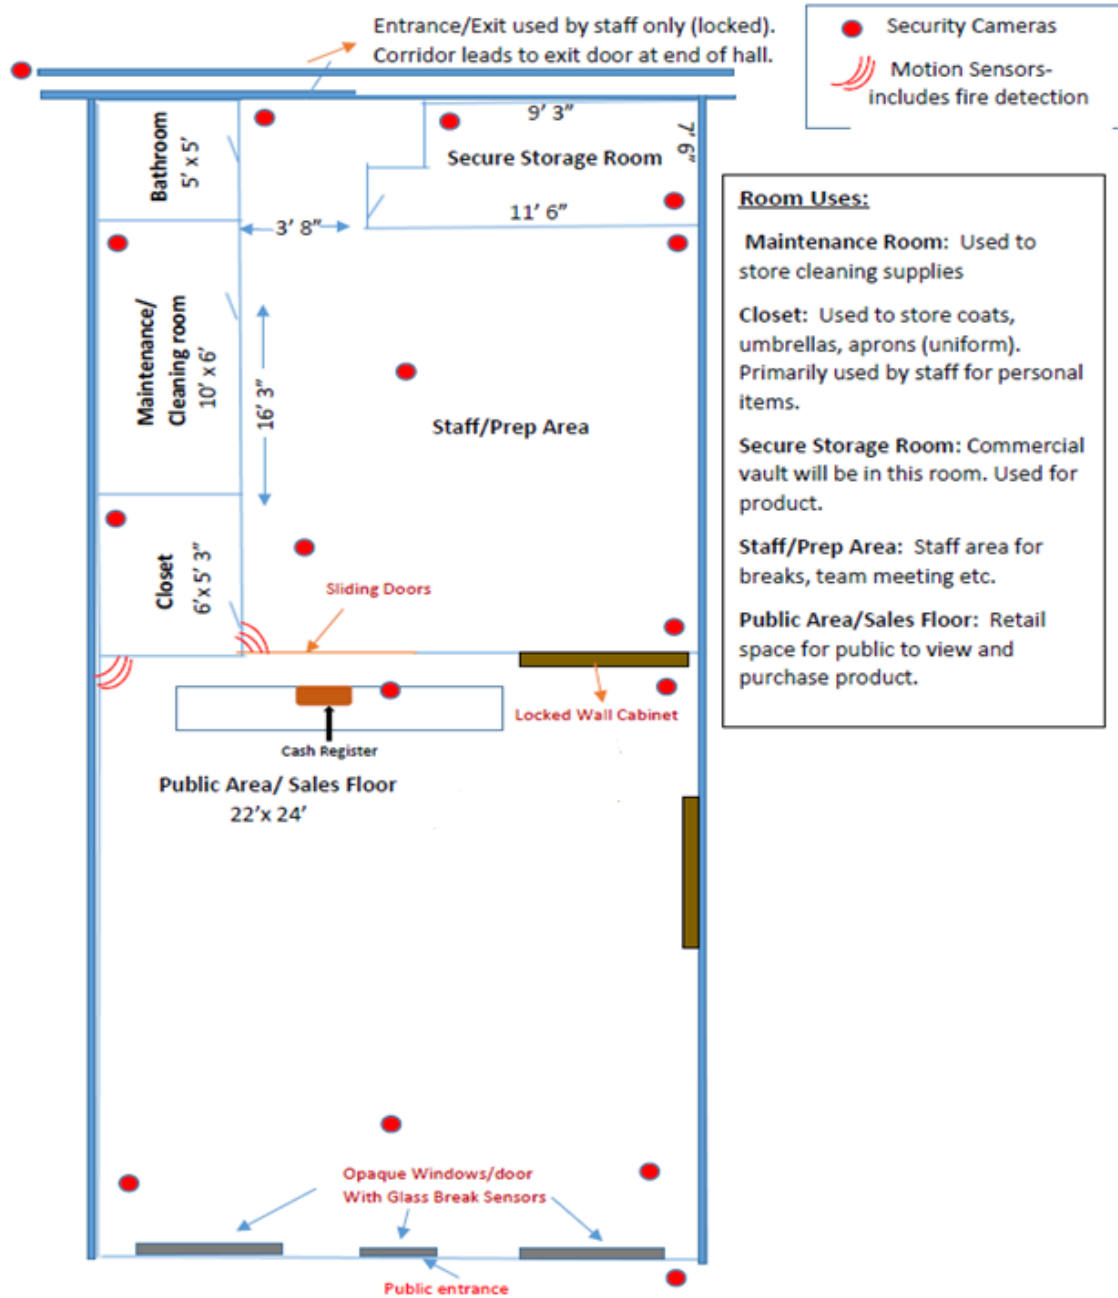 Entrance/Exit used by staff only (locked).
Corridor leads to exit door at end of hall.
Security Cameras
Motion Sensors-
includes fire detection
Bathroom
5' x 5'
9' 3"
7' 6"
Secure Storage Room
11' 6"
3' 8"
Maintenance/
Cleaning room
10' x 6'
16' 3"
Staff/Prep Area
Closet
6'x 5' 3"
Sliding Doors
Locked Wall Cabinet
Cash Register
Public Area/ Sales Floor
22'x 24'
Opaque Windows/door
With Glass Break Sensors
Public entrance
Room Uses:
Maintenance Room: Used to
store cleaning supplies
Closet: Used to store coats,
umbrellas, aprons (uniform).
Primarily used by staff for personal
items.
Secure Storage Room: Commercial
vault will be in this room. Used for
product.
Staff/Prep Area: Staff area for
breaks, team meeting etc.
Public Area/Sales Floor: Retail
space for public to view and
purchase product.